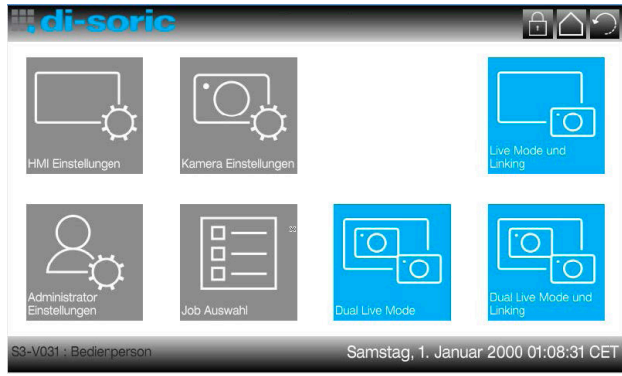 di-soric
HMI Einstellungen
Kamera Einstellungen
Live Mode und
Linking
Administrator
Einstellungen
Job Auswahl
Dual Live Mode
Dual Live Mode und
Linking
S3-V031 : Bedienperson
Samstag, 1. Januar 2000 01:08:31 CET